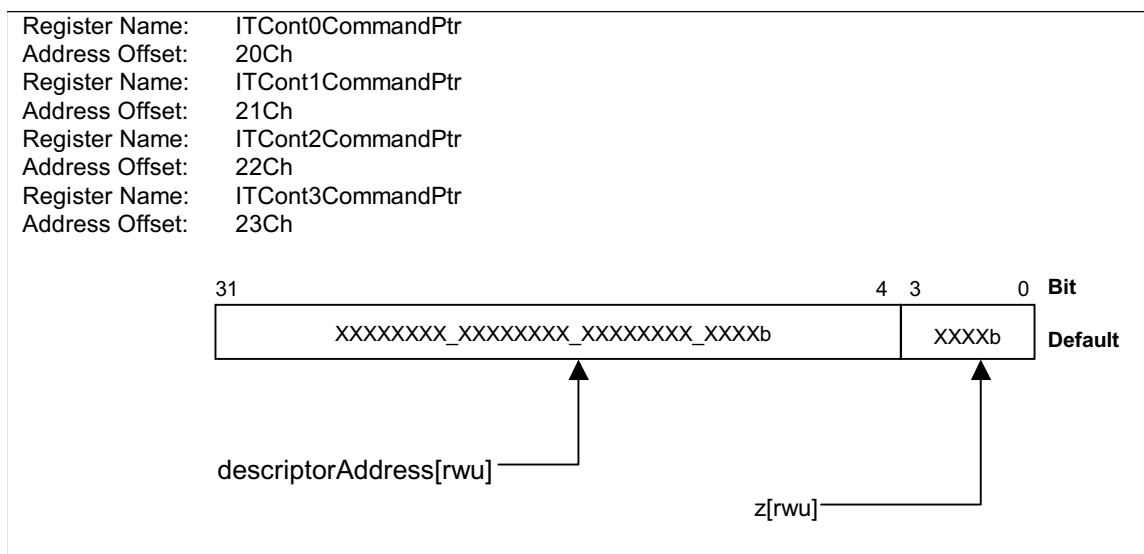 Register Name: ITCont0CommandPtr
Address Offset: 20Ch
Register Name: ITCont1CommandPtr
Address Offset: 21Ch
Register Name: ITCont2CommandPtr
Address Offset: 22Ch
Register Name: ITCont3CommandPtr
Address Offset: 23Ch
31 4 3 0 Bit
XXXXXXXX_XXXXXXXX_XXXXXXXX_XXXXb XXXXb Default
descriptorAddress[rwu]
z[rwu]